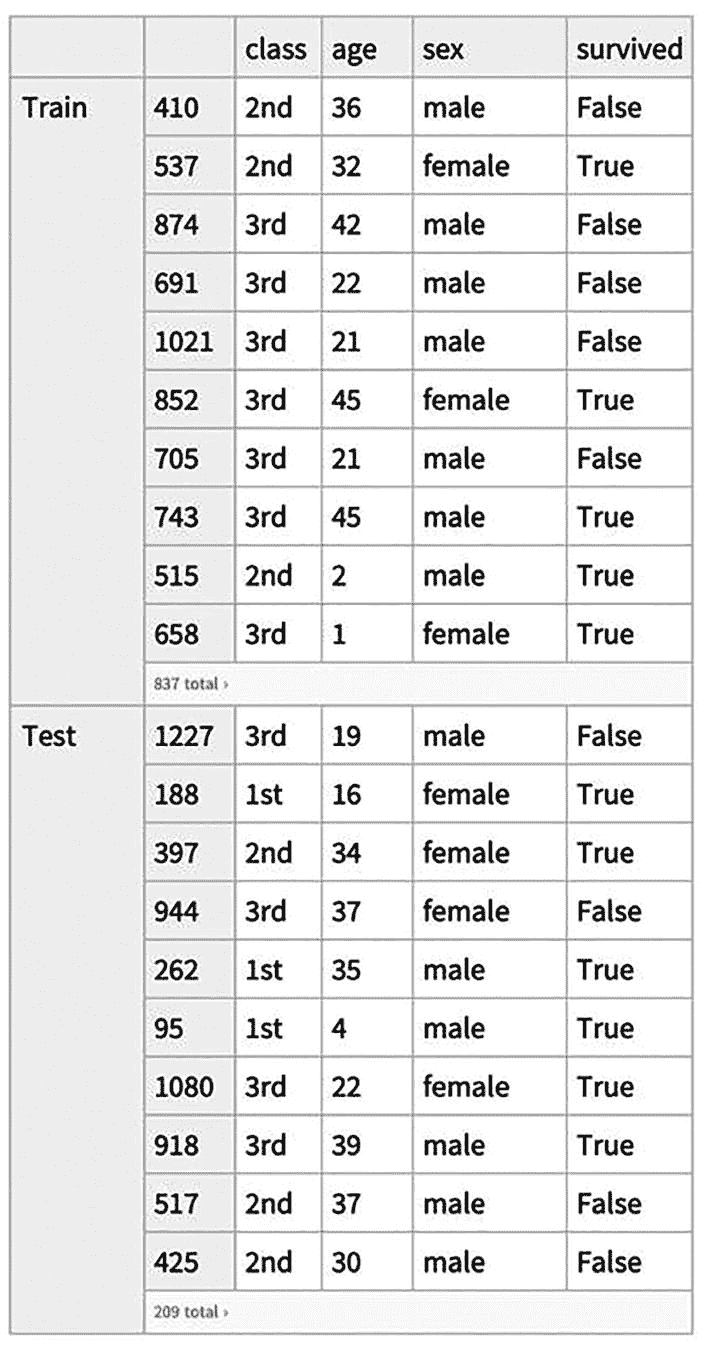 class age sex survived
Train 410 2nd 36 male False
537 2nd 32 female True
874 3rd 42 male False
691 3rd 22 male False
1021 3rd 21 male False
852 3rd 45 female True
705 3rd 21 male False
743 3rd 45 male True
515 2nd 2 male True
658 3rd 1 female True
837 total ›
Test 1227 3rd 19 male False
188 1st 16 female True
397 2nd 34 female True
944 3rd 37 female False
262 1st 35 male True
95 1st 4 male True
1080 3rd 22 female True
918 3rd 39 male True
517 2nd 37 male False
425 2nd 30 male False
209 total ›